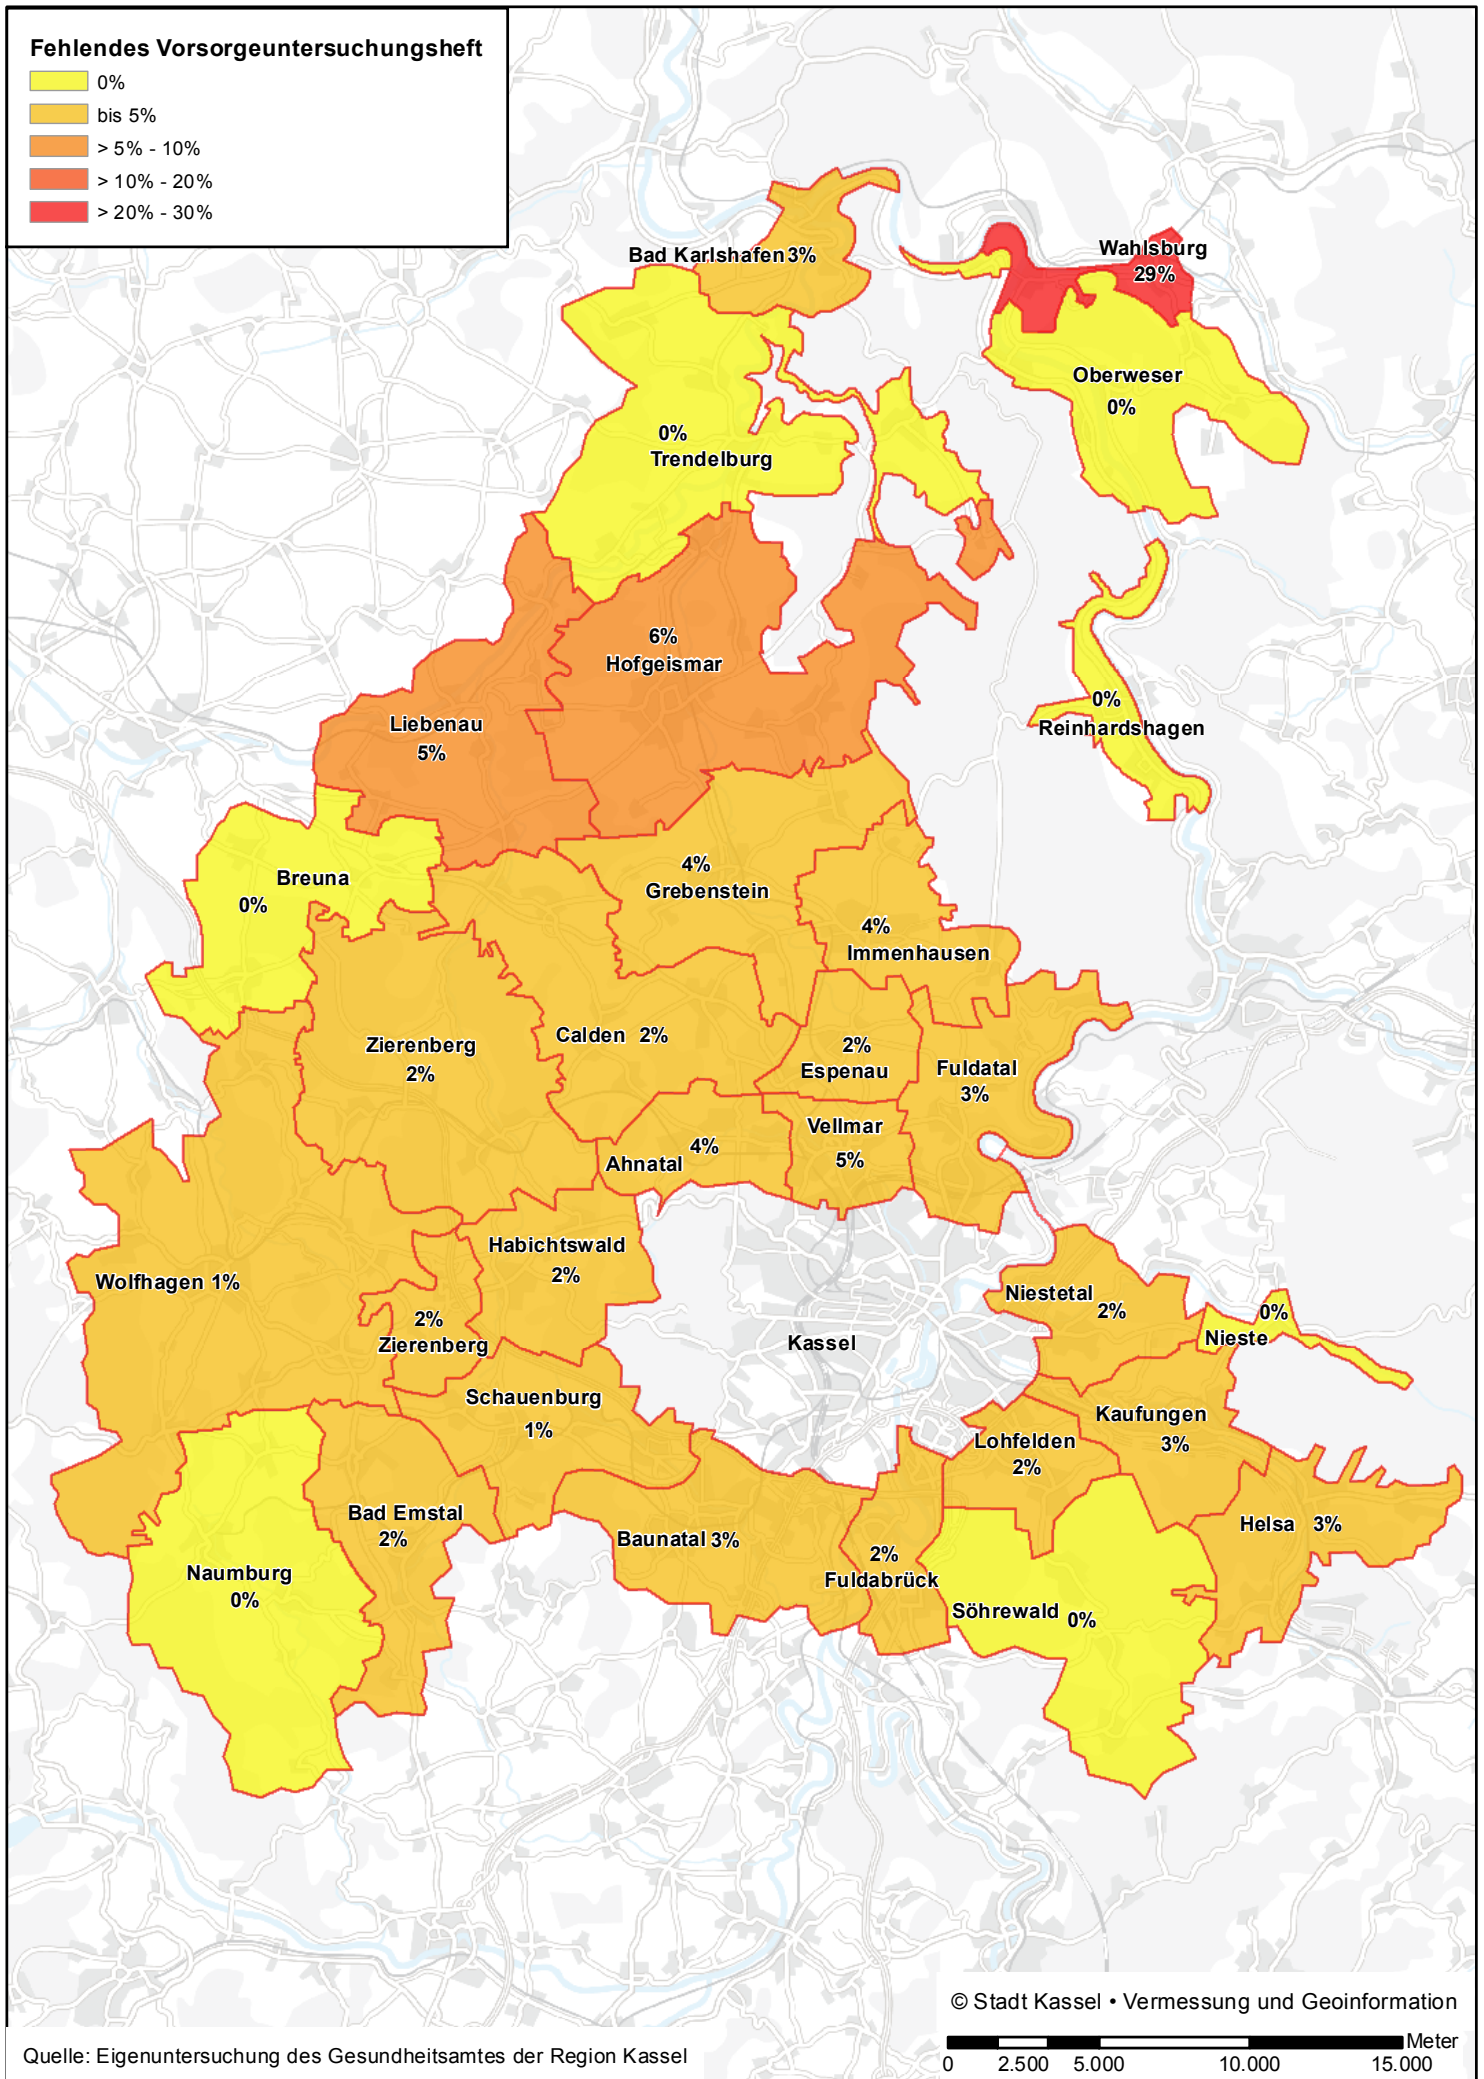 Fehlendes Vorsorgeuntersuchungsheft
0%
bis 5%
> 5% - 10%
> 10% - 20%
> 20% - 30%
Bad Karlshafen 3%
Wahlsburg
29%
Oberweser
0%
0%
Trendelburg
6%
Hofgeismar
0%
Reinhardshagen
Liebenau
5%
Breuna
0%
4%
Grebenstein
4%
Immenhausen
Zierenberg
2%
Calden 2%
2%
Espenau
Fuldatal
3%
Vellmar
5%
4%
Ahnatal
Habichtswald
2%
Wolfhagen 1%
2%
Zierenberg
Niestetal
2%
0%
Nieste
Kassel
Schauenburg
1%
Kaufungen
3%
Lohfelden
2%
Bad Emstal
2%
Baunatal 3%
2%
Fuldabrück
Helsa 3%
Naumburg
0%
Söhrewald 0%
© Stadt Kassel • Vermessung und Geoinformation
Meter
0 2.500 5.000 10.000 15.000
Quelle: Eigenuntersuchung des Gesundheitsamtes der Region Kassel